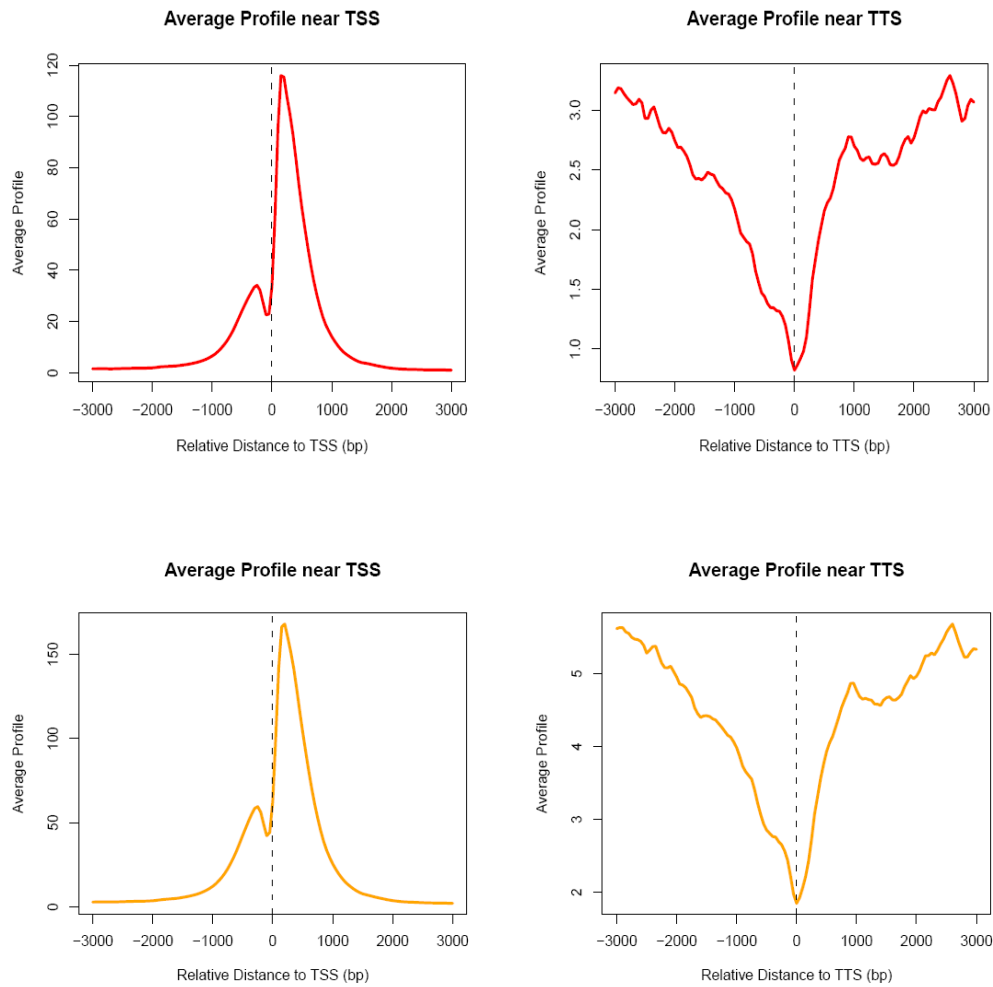 Average Profile near TSS
Average Profile near TTS
Average Profile
120
100
80
60
40
20
0
−3000 −2000 −1000 0 1000 2000 3000
Relative Distance to TSS (bp)
Average Profile
3.0
2.5
2.0
1.5
1.0
−3000 −2000 −1000 0 1000 2000 3000
Relative Distance to TTS (bp)
Average Profile near TSS
Average Profile near TTS
Average Profile
150
100
50
0
−3000 −2000 −1000 0 1000 2000 3000
Relative Distance to TSS (bp)
Average Profile
5
4
3
2
−3000 −2000 −1000 0 1000 2000 3000
Relative Distance to TTS (bp)